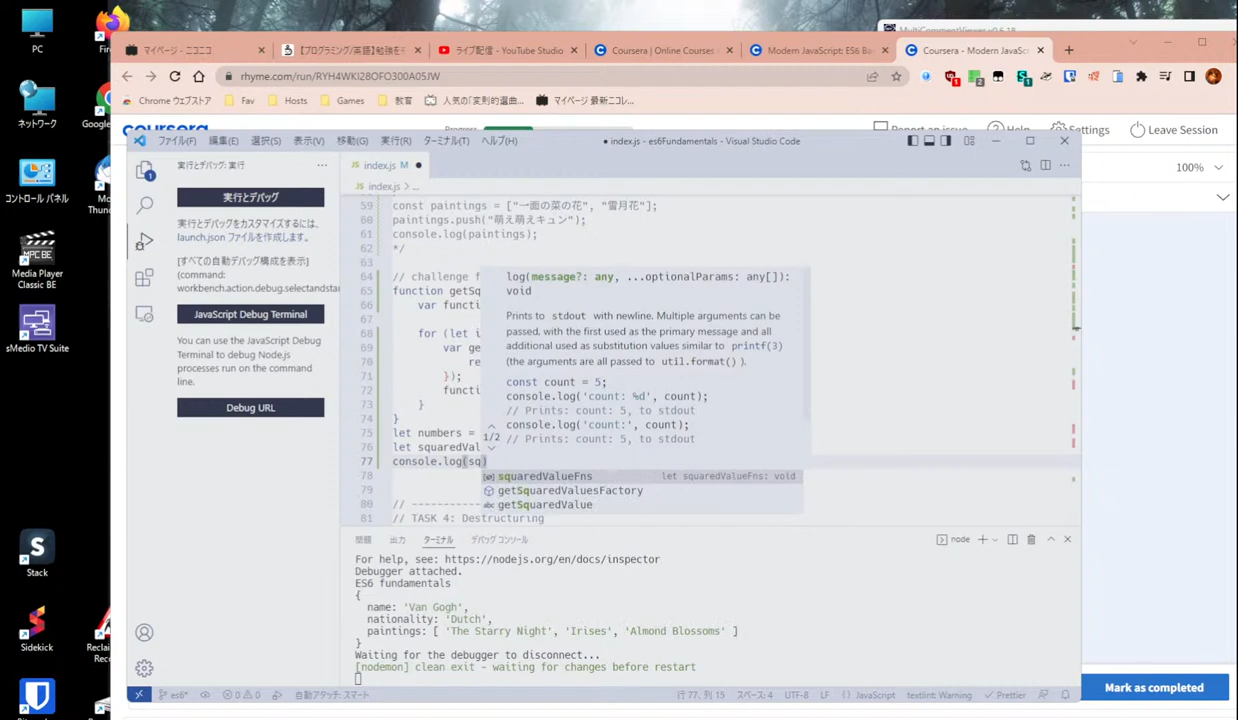 PC
ネットワーク
コントロール パネル
Media Player
Classic BE
sMedio TV Suite
Stack
Sidekick
Google
Thund
Reclai
Rec
MultiCommentViewer
マイページ - ニコニコ
【プログラミング/英語】勉強を
ライブ配信 - YouTube Studio
Coursera | Online Courses
Modern JavaScript: ES6 Ba
Coursera - Modern JavaSc
rhyme.com/run/RYH4WKI28OFO300A05JW
Chrome ウェブストア
Fav
Hosts
Games
教育
人気の「変則的選曲...
マイページ 最新ニコレ...
coursera
Progress
Report an issue
Help
Settings
Leave Session
100%
ファイル(F)
編集(E)
選択(S)
表示(V)
移動(G)
実行(R)
ターミナル(T)
ヘルプ(H)
● index.js - es6Fundamentals - Visual Studio Code
実行とデバッグ: 実行
実行とデバッグ
実行とデバッグをカスタマイズするには、
launch.json ファイルを作成します。
[すべての自動デバッグ構成を表示]
(command:
workbench.action.debug.selectandstar
JavaScript Debug Terminal
You can use the JavaScript Debug
Terminal to debug Node.js
processes run on the command
line.
Debug URL
index.js M
JS index.js > ...
59 const paintings = ["一面の菜の花", "雪月花"];
60 paintings.push("萌え萌えキュン");
61 console.log(paintings);
62 */
63
64 // challenge f
65 function getSq
66 var functi
67
68 for (let i
69 var ge
70 re
71 });
72 functi
73 }
74 }
75 let numbers =
76 let squaredVal
77 console.log(sq)
78
79
80 // ----------
81 // TASK 4: Destructuring
log(message?: any, ...optionalParams: any[]):
void
Prints to stdout with newline. Multiple arguments can be
passed, with the first used as the primary message and all
additional used as substitution values similar to printf(3)
(the arguments are all passed to util.format() ).
const count = 5;
console.log('count: %d', count);
// Prints: count: 5, to stdout
console.log('count:', count);
// Prints: count: 5, to stdout
1/2
squaredValueFns let squaredValueFns: void
getSquaredValuesFactory
abc getSquaredValue
問題
出力
ターミナル
デバッグ コンソール
node
For help, see: https://nodejs.org/en/docs/inspector
Debugger attached.
ES6 fundamentals
{
name: 'Van Gogh',
nationality: 'Dutch',
paintings: [ 'The Starry Night', 'Irises', 'Almond Blossoms' ]
}
Waiting for the debugger to disconnect...
[nodemon] clean exit - waiting for changes before restart
es6*
0
0
自動アタッチ: スマート
行 77, 列 15
スペース: 4
UTF-8
LF
{} JavaScript
textlint: Warning
Prettier
Mark as completed